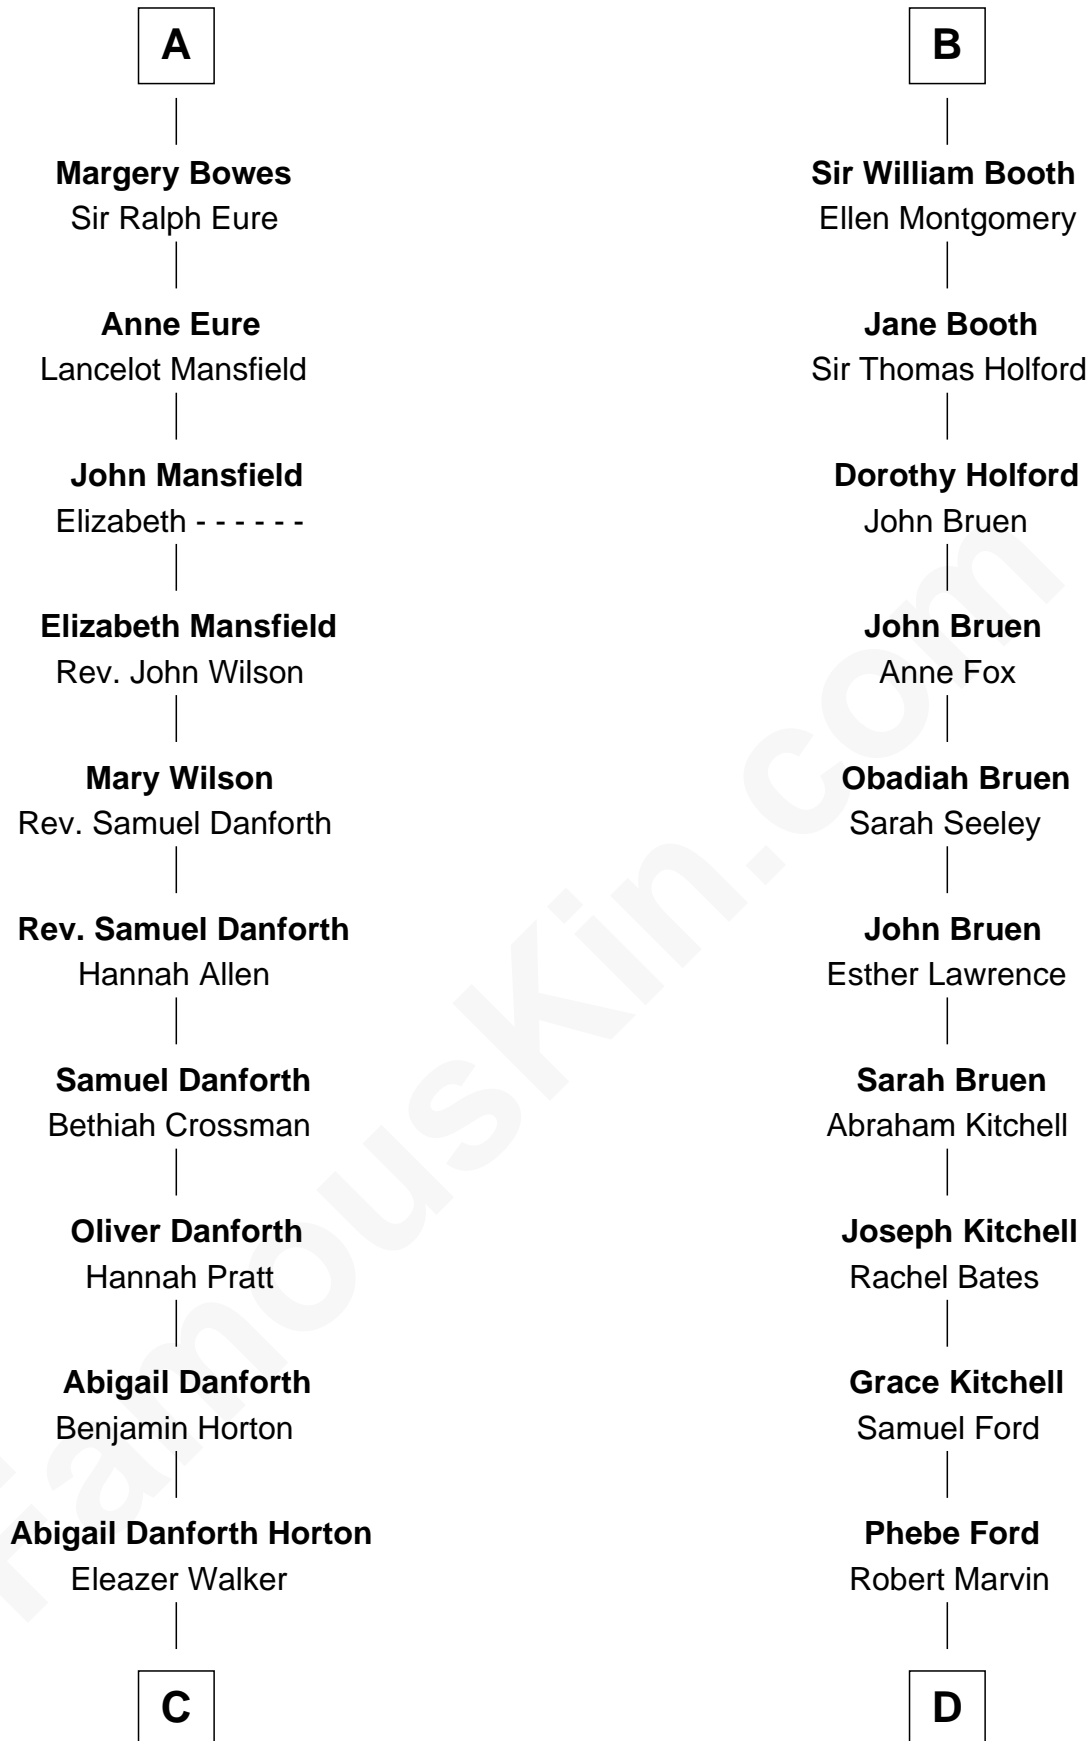 A
Margery Bowes
Sir Ralph Eure
Anne Eure
Lancelot Mansfield
John Mansfield
Elizabeth - - - - - -
Elizabeth Mansfield
Rev. John Wilson
Mary Wilson
Rev. Samuel Danforth
Rev. Samuel Danforth
Hannah Allen
Samuel Danforth
Bethiah Crossman
Oliver Danforth
Hannah Pratt
Abigail Danforth
Benjamin Horton
Abigail Danforth Horton
Eleazer Walker
C
B
Sir William Booth
Ellen Montgomery
Jane Booth
Sir Thomas Holford
Dorothy Holford
John Bruen
John Bruen
Anne Fox
Obadiah Bruen
Sarah Seeley
John Bruen
Esther Lawrence
Sarah Bruen
Abraham Kitchell
Joseph Kitchell
Rachel Bates
Grace Kitchell
Samuel Ford
Phebe Ford
Robert Marvin
D
FamousKin.com